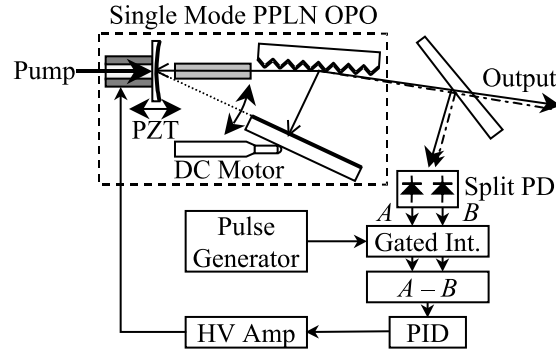 Single Mode PPLN OPO
Pump
Output
PZT
DC Motor
Split PD
A
B
Pulse
Generator
Gated Int.
A – B
HV Amp
PID